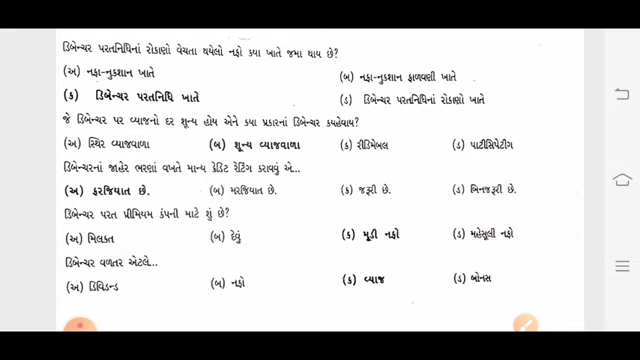 ડિબેન્ચર પરતનિધિનાં રોકાણો વેચતા થયેલો નફો કયા ખાતે જમા થાય છે?
(અ) નફા-નુકશાન ખાતે (બ) નફા-નુકશાન ફાળવણી ખાતે
(ક) ડિબેન્ચર પરતનિધિ ખાતે (ડ) ડિબેન્ચર પરતનિધિનાં રોકાણો ખાતે
જે ડિબેન્ચર પર વ્યાજનો દર શૂન્ય હોય એને કયા પ્રકારનાં ડિબેન્ચર કયહેવાય?
(અ) સ્થિર વ્યાજવાળા (બ) શૂન્ય વ્યાજવાળા (ક) રીડિમેબલ (ડ) પાર્ટીસિપેટીગ
ડિબેન્ચરનાં જાહેર ભરણાં વખતે માન્ય ક્રેડિટ રેટિંગ કરાવવું એ...
(અ) ફરજિયાત છે. (બ) મરજિયાત છે. (ક) જરૂરી છે. (ડ) બિનજરૂરી છે.
ડિબેન્ચર પરત પ્રીમિયમ કંપની માટે શું છે?
(અ) મિલકત (બ) દેવું (ક) મૂડી નફો (ડ) મહેસૂલી નફો
ડિબેન્ચર વળતર એટલે...
(અ) ડિવિડન્ડ (બ) નફો (ક) વ્યાજ (ડ) બોનસ